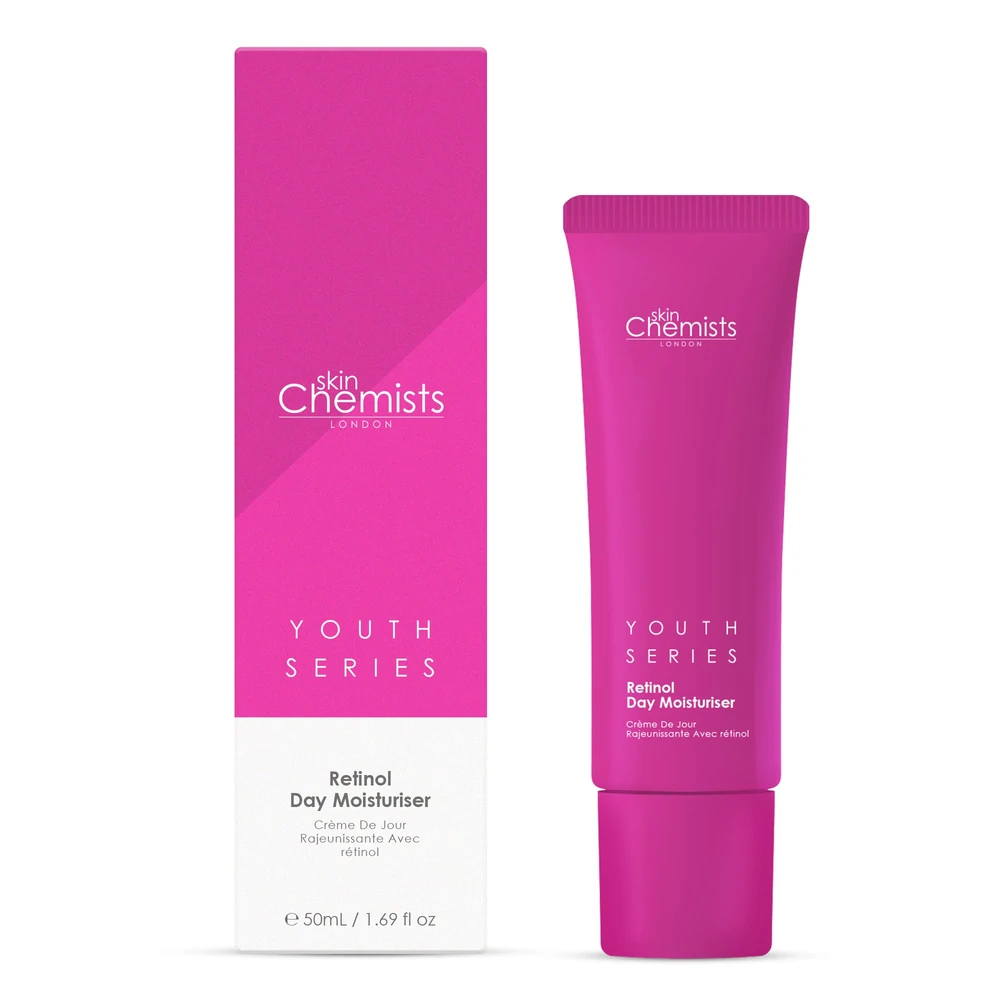 skin
Chemists
LONDON
YOUTH
SERIES
Retinol
Day Moisturiser
Crème De Jour
Rajeunissante Avec
rétinol
℮ 50mL / 1.69 fl oz
skin
Chemists
LONDON
YOUTH
SERIES
Retinol
Day Moisturiser
Crème De Jour
Rajeunissante Avec rétinol